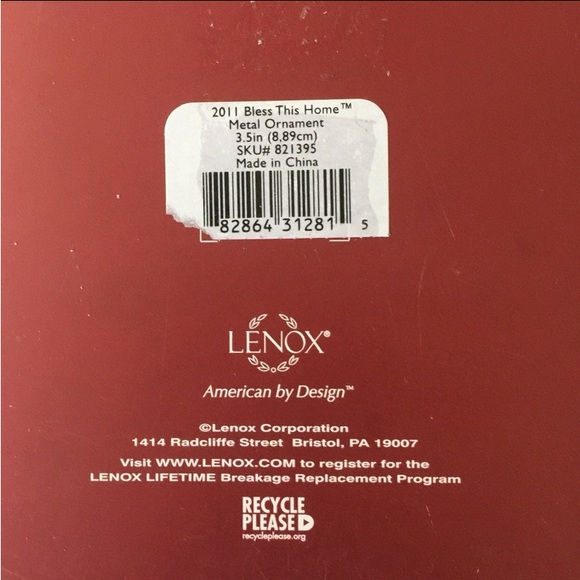 2011 Bless This Home™
Metal Ornament
3.5in (8,89cm)
SKU# 821395
Made in China
82864 31281 5
LENOX®
American by Design™
©Lenox Corporation
1414 Radcliffe Street Bristol, PA 19007
Visit WWW.LENOX.COM to register for the
LENOX LIFETIME Breakage Replacement Program
RECYCLE
PLEASE
recycleplease.org